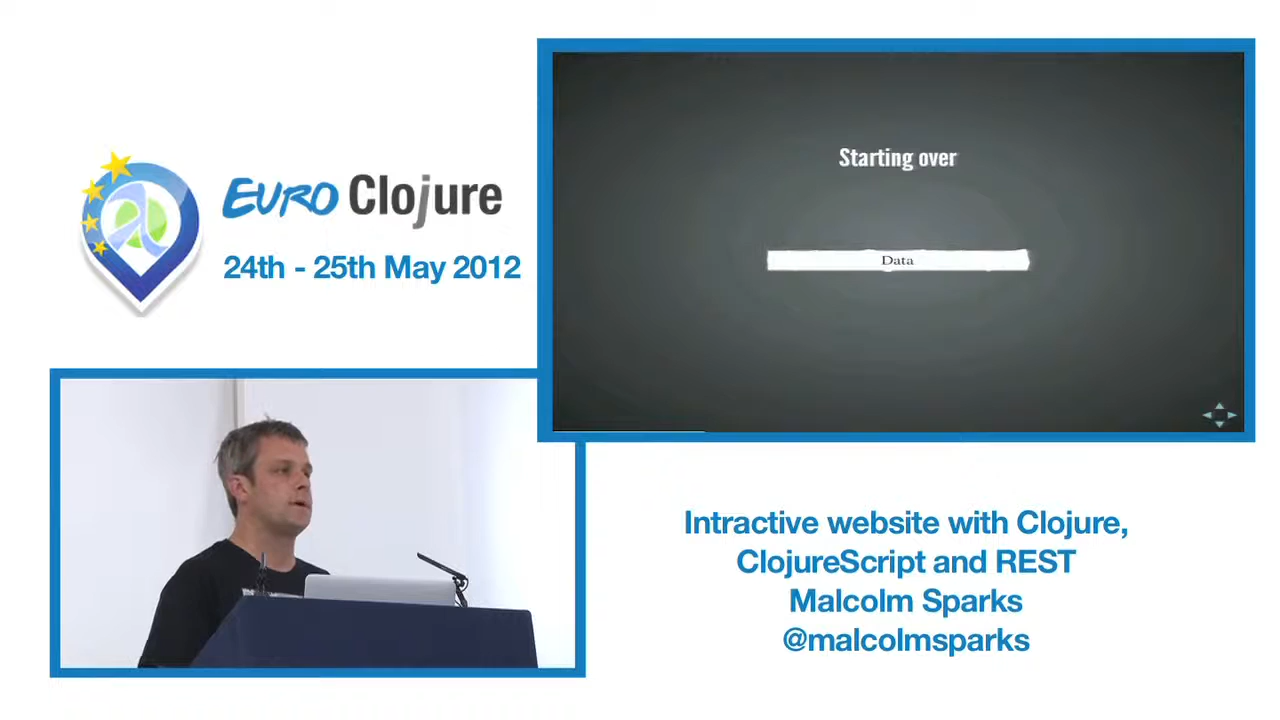 Euro Clojure
24th - 25th May 2012
Starting over
Data
Intractive website with Clojure,
ClojureScript and REST
Malcolm Sparks
@malcolmsparks